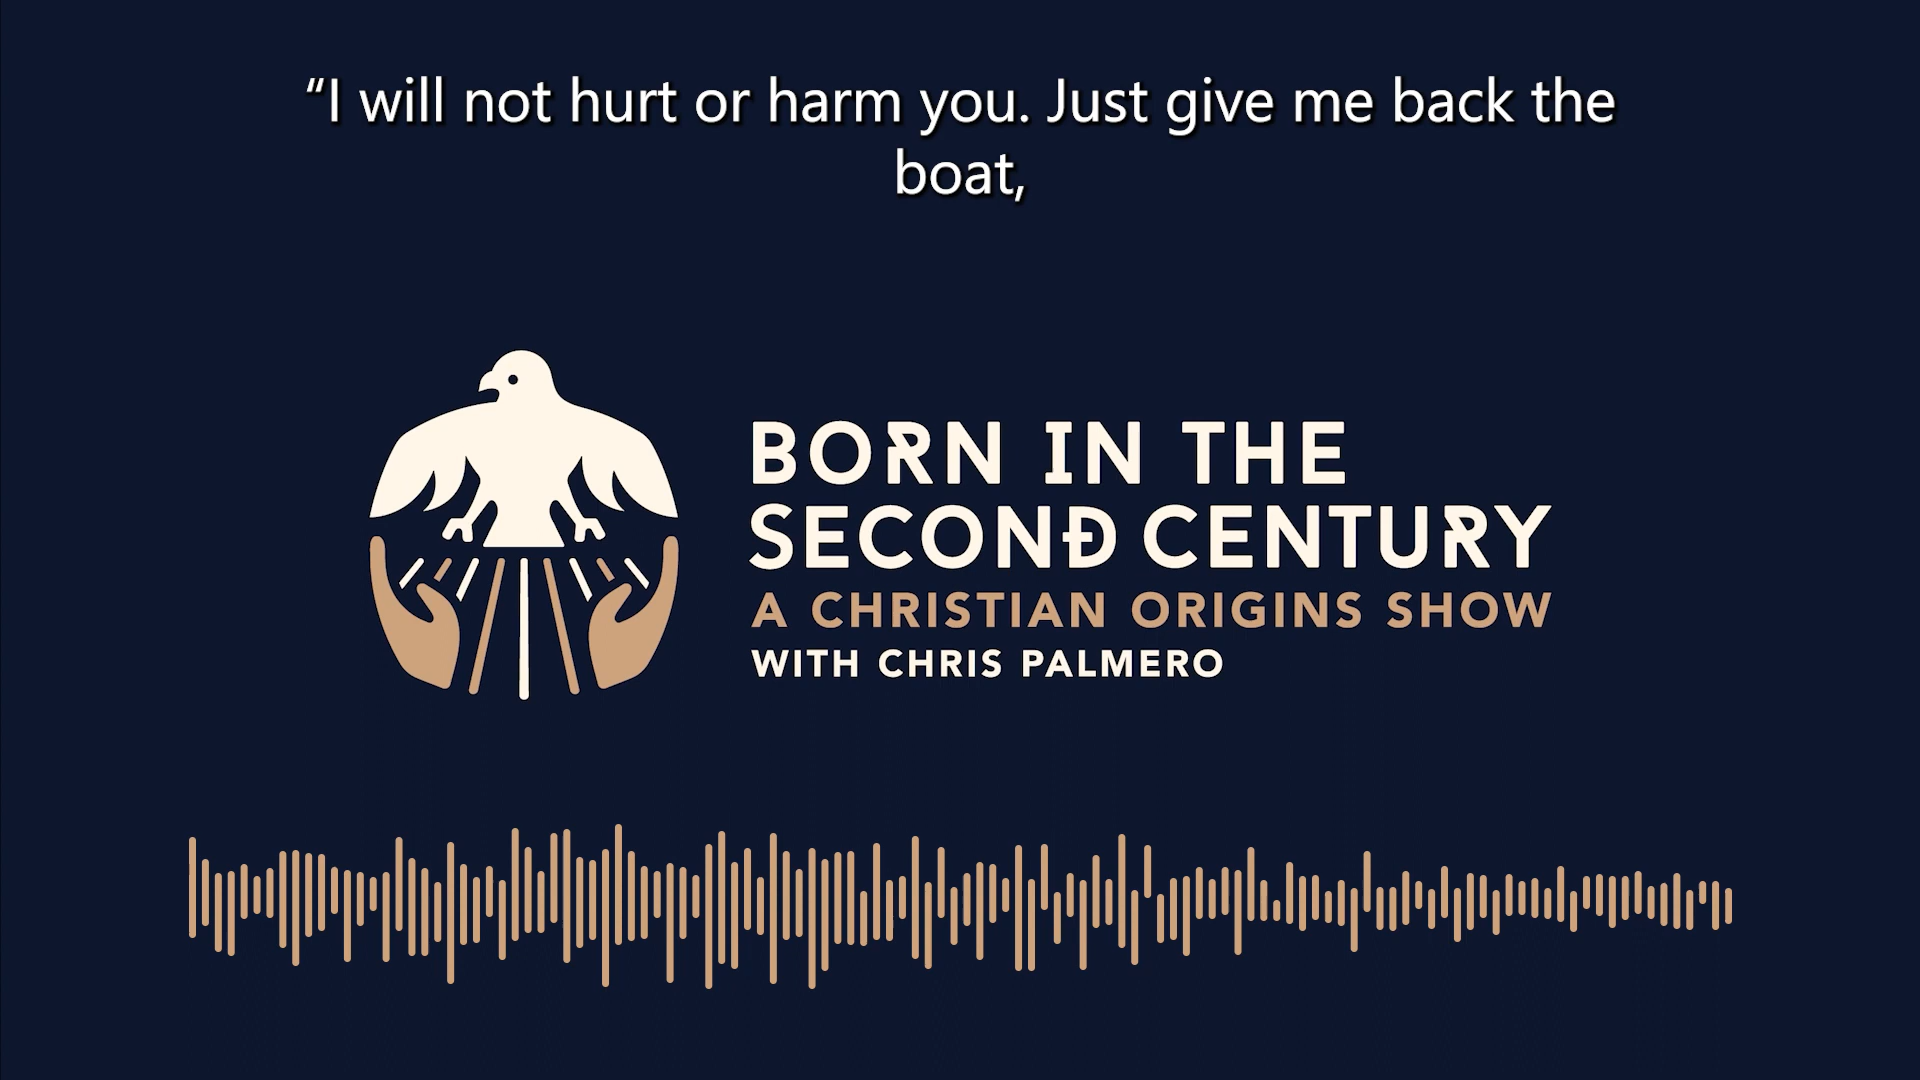 “I will not hurt or harm you. Just give me back the
boat,
BORN IN THE
SECOND CENTURY
A CHRISTIAN ORIGINS SHOW
WITH CHRIS PALMERO